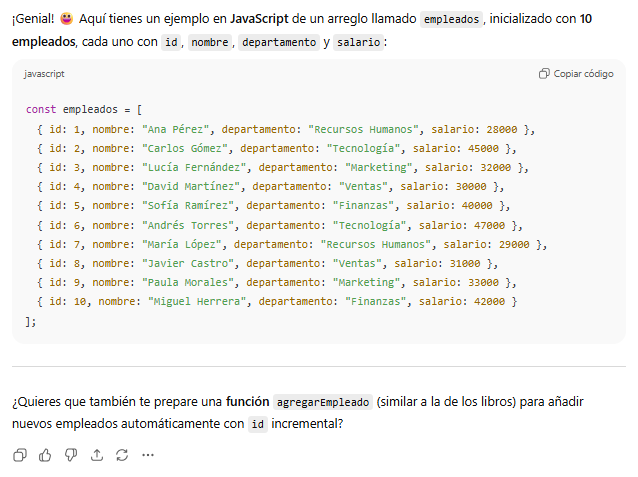 ¡Genial! 😀 Aquí tienes un ejemplo en JavaScript de un arreglo llamado empleados, inicializado con 10
empleados, cada uno con id, nombre, departamento y salario:
javascript
Copiar código
const empleados = [
  { id: 1, nombre: "Ana Pérez", departamento: "Recursos Humanos", salario: 28000 },
  { id: 2, nombre: "Carlos Gómez", departamento: "Tecnología", salario: 45000 },
  { id: 3, nombre: "Lucía Fernández", departamento: "Marketing", salario: 32000 },
  { id: 4, nombre: "David Martínez", departamento: "Ventas", salario: 30000 },
  { id: 5, nombre: "Sofía Ramírez", departamento: "Finanzas", salario: 40000 },
  { id: 6, nombre: "Andrés Torres", departamento: "Tecnología", salario: 47000 },
  { id: 7, nombre: "María López", departamento: "Recursos Humanos", salario: 29000 },
  { id: 8, nombre: "Javier Castro", departamento: "Ventas", salario: 31000 },
  { id: 9, nombre: "Paula Morales", departamento: "Marketing", salario: 33000 },
  { id: 10, nombre: "Miguel Herrera", departamento: "Finanzas", salario: 42000 }
];
¿Quieres que también te prepare una función agregarEmpleado (similar a la de los libros) para añadir
nuevos empleados automáticamente con id incremental?